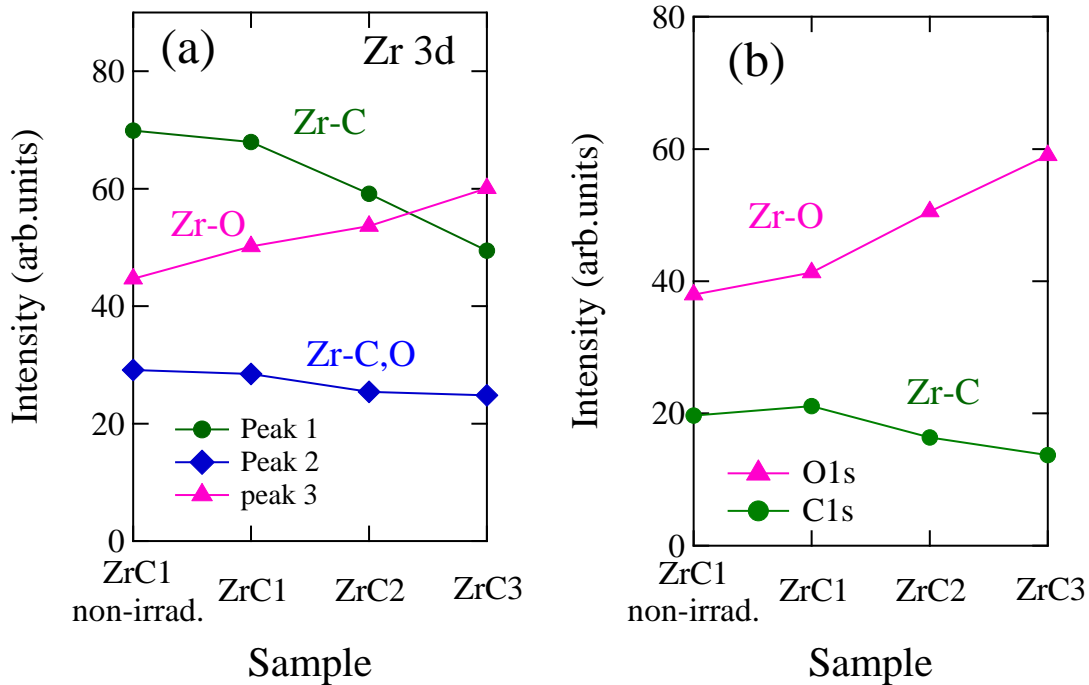 (a)
Zr 3d
Intensity (arb.units)
80
60
40
20
0
Zr-C
Zr-O
Zr-C,O
Peak 1
Peak 2
peak 3
ZrC1
non-irrad.
ZrC1
ZrC2
ZrC3
Sample
(b)
Intensity (arb.units)
80
60
40
20
0
Zr-O
Zr-C
O1s
C1s
ZrC1
non-irrad.
ZrC1
ZrC2
ZrC3
Sample